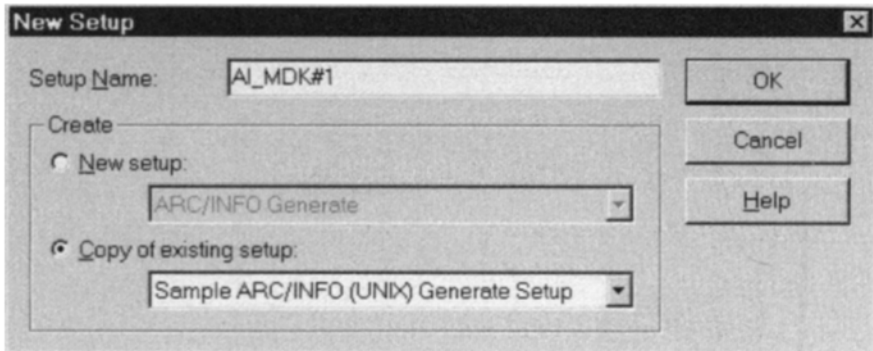 New Setup
Setup Name: AI_MDK#1
OK
Create
Cancel
New setup:
ARC/INFO Generate
Help
Copy of existing setup:
Sample ARC/INFO (UNIX) Generate Setup